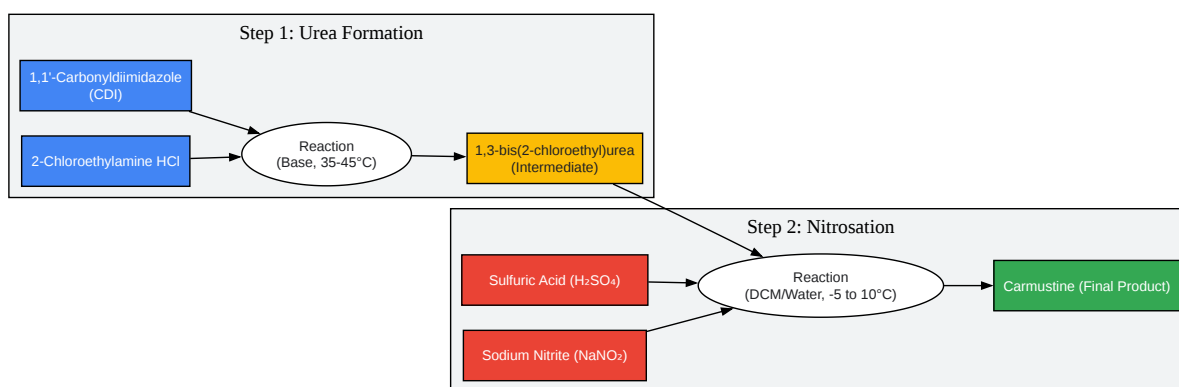 Step 1: Urea Formation
1,1'-Carbonyldiimidazole
(CDI)
2-Chloroethylamine HCl
Reaction
(Base, 35-45°C)
1,3-bis(2-chloroethyl)urea
(Intermediate)
Step 2: Nitrosation
Sulfuric Acid (H₂SO₄)
Sodium Nitrite (NaNO₂)
Reaction
(DCM/Water, -5 to 10°C)
Carmustine (Final Product)